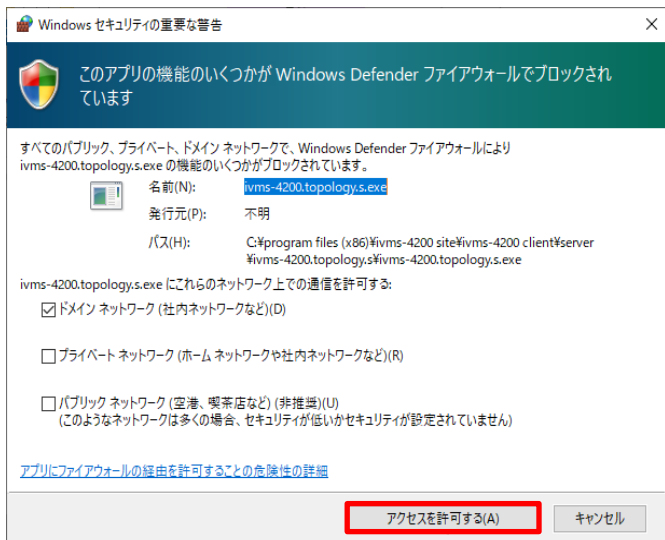 Windows セキュリティの重要な警告
このアプリの機能のいくつかが Windows Defender ファイアウォールでブロックされ
ています
すべてのパブリック、プライベート、ドメイン ネットワークで、Windows Defender ファイアウォールにより
ivms-4200.topology.s.exe の機能のいくつかがブロックされています。
名前(N): ivms-4200.topology.s.exe
発行元(P): 不明
パス(H): C:¥program files (x86)¥ivms-4200 site¥ivms-4200 client¥server
¥ivms-4200.topology.s¥ivms-4200.topology.s.exe
ivms-4200.topology.s.exe にこれらのネットワーク上での通信を許可する:
ドメイン ネットワーク (社内ネットワークなど)(D)
プライベート ネットワーク (ホーム ネットワークや社内ネットワークなど)(R)
パブリック ネットワーク (空港、喫茶店など) (非推奨)(U)
(このようなネットワークは多くの場合、セキュリティが低いかセキュリティが設定されていません)
アプリにファイアウォールの経由を許可することの危険性の詳細
アクセスを許可する(A) キャンセル